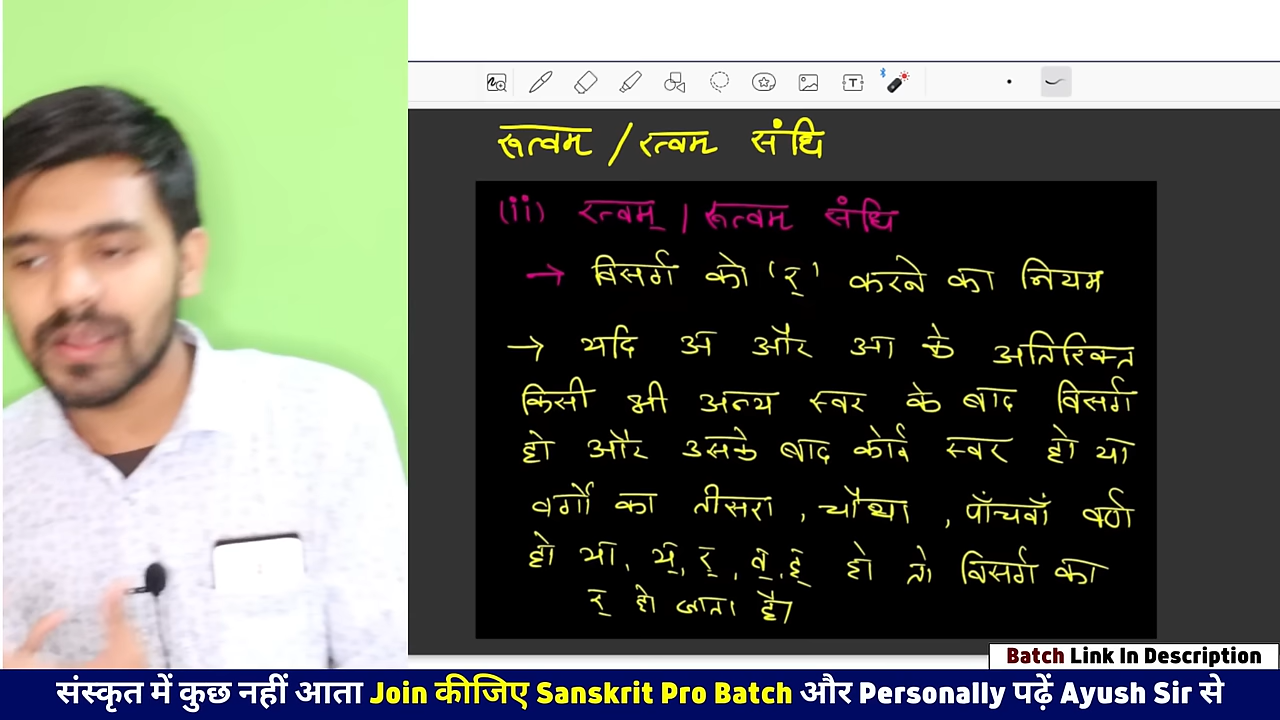 रूत्वम / रत्वम संधि
(ii) रत्वम् / रूत्वम संधि
→ विसर्ग को 'र्' करने का नियम
→ यदि अ और आ के अतिरिक्त
किसी भी अन्य स्वर के बाद विसर्ग
हो और उसके बाद कोई स्वर हो या
वर्गों का तीसरा, चौथा, पाँचवाँ वर्ण
हो या, य्, र्, व्, ह् हो तो विसर्ग का
र् हो जाता है।
Batch Link In Description
संस्कृत में कुछ नहीं आता Join कीजिए Sanskrit Pro Batch और Personally पढ़ें Ayush Sir से